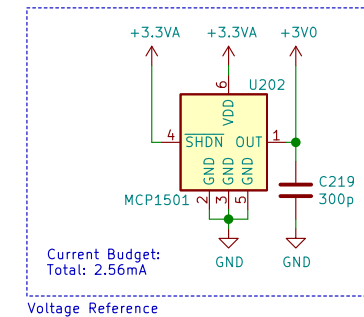 +3.3VA +3.3VA +3V0
6 U202
VDD
4 SHDN OUT 1
GND GND GND
MCP1501 2 3 5
C219
300p
GND GND
Current Budget:
Total: 2.56mA
Voltage Reference